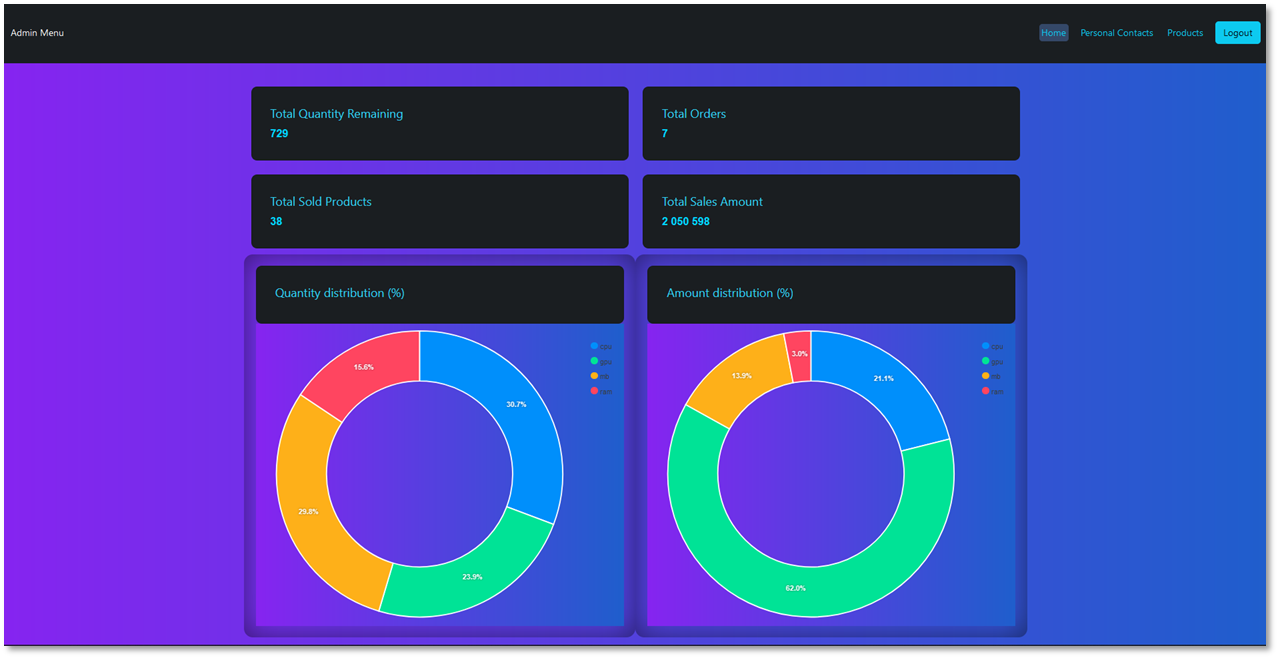 Admin Menu
Home
Personal Contacts
Products
Logout
Total Quantity Remaining
729
Total Orders
7
Total Sold Products
38
Total Sales Amount
2 050 598
Quantity distribution (%)
15.6%
30.7%
29.8%
23.9%
cpu
gpu
mb
ram
Amount distribution (%)
3.0%
13.9%
21.1%
62.0%
cpu
gpu
mb
ram